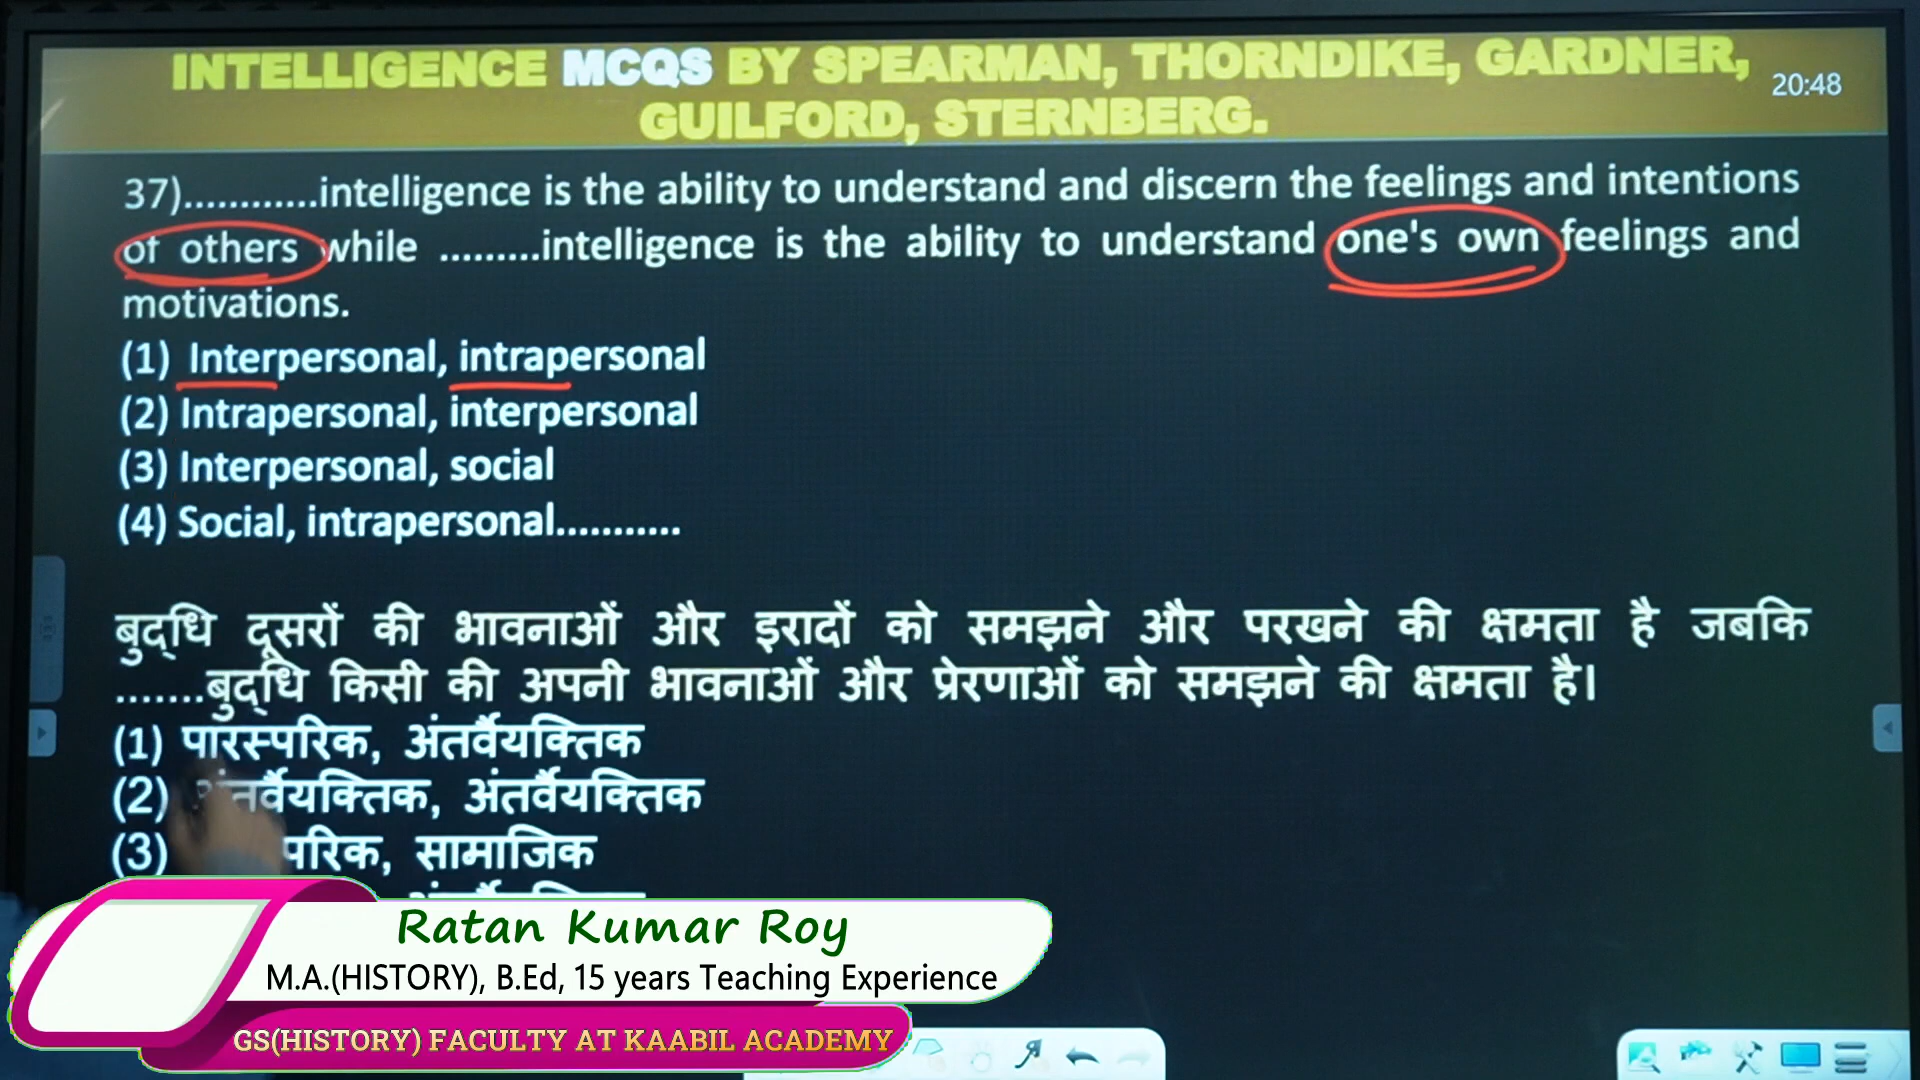 INTELLIGENCE MCQS BY SPEARMAN, THORNDIKE, GARDNER,
GUILFORD, STERNBERG.
20:48
37)............intelligence is the ability to understand and discern the feelings and intentions
of others while .........intelligence is the ability to understand one's own feelings and
motivations.
(1) Interpersonal, intrapersonal
(2) Intrapersonal, interpersonal
(3) Interpersonal, social
(4) Social, intrapersonal...........
बुद्धि दूसरों की भावनाओं और इरादों को समझने और परखने की क्षमता है जबकि
.......बुद्धि किसी की अपनी भावनाओं और प्रेरणाओं को समझने की क्षमता है।
(1) पारस्परिक, अंतर्वैयक्तिक
(2) अंतर्वैयक्तिक, अंतर्वैयक्तिक
(3) परिक, सामाजिक
Ratan Kumar Roy
M.A.(HISTORY), B.Ed, 15 years Teaching Experience
GS(HISTORY) FACULTY AT KAABIL ACADEMY